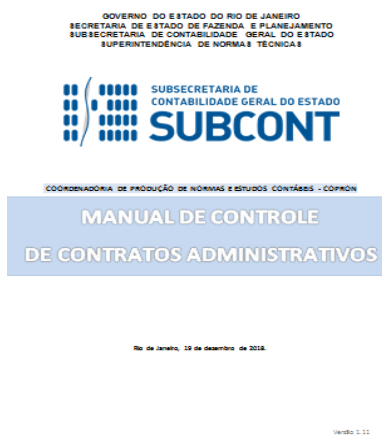 GOVERNO DO ESTADO DO RIO DE JANEIRO
SECRETARIA DE ESTADO DE FAZENDA E PLANEJAMENTO
SUBSECRETARIA DE CONTABILIDADE GERAL DO ESTADO
SUPERINTENDÊNCIA DE NORMAS TÉCNICAS
SUBSECRETARIA DE
CONTABILIDADE GERAL DO ESTADO
SUBCONT
COORDENADORIA DE PRODUÇÃO DE NORMAS E ESTUDOS CONTÁBEIS - COPRON
MANUAL DE CONTROLE
DE CONTRATOS ADMINISTRATIVOS
Rio de Janeiro, 19 de dezembro de 2018.
Versão 1.11